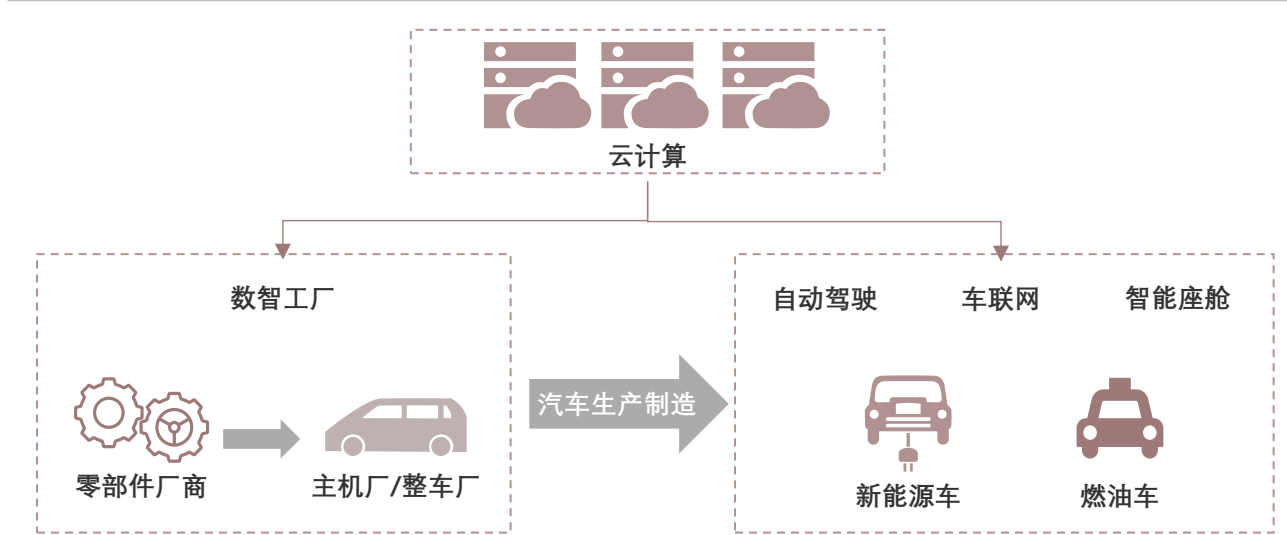 云计算
数智工厂
自动驾驶 车联网 智能座舱
汽车生产制造
零部件厂商 主机厂/整车厂
新能源车 燃油车